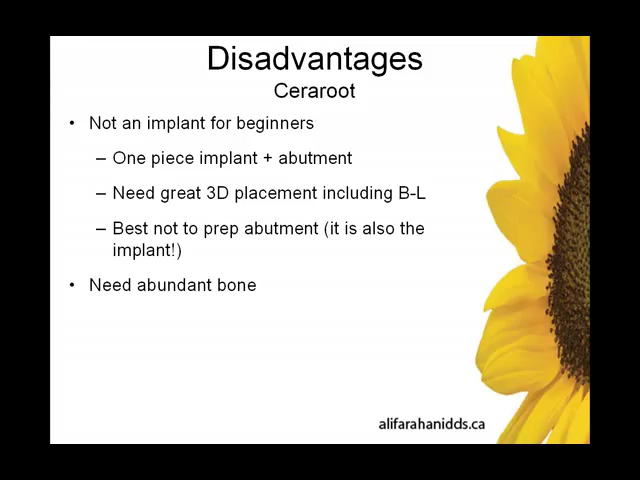 Disadvantages
Ceraroot
• Not an implant for beginners
– One piece implant + abutment
– Need great 3D placement including B-L
– Best not to prep abutment (it is also the
implant!)
• Need abundant bone
alifarahanidds.ca